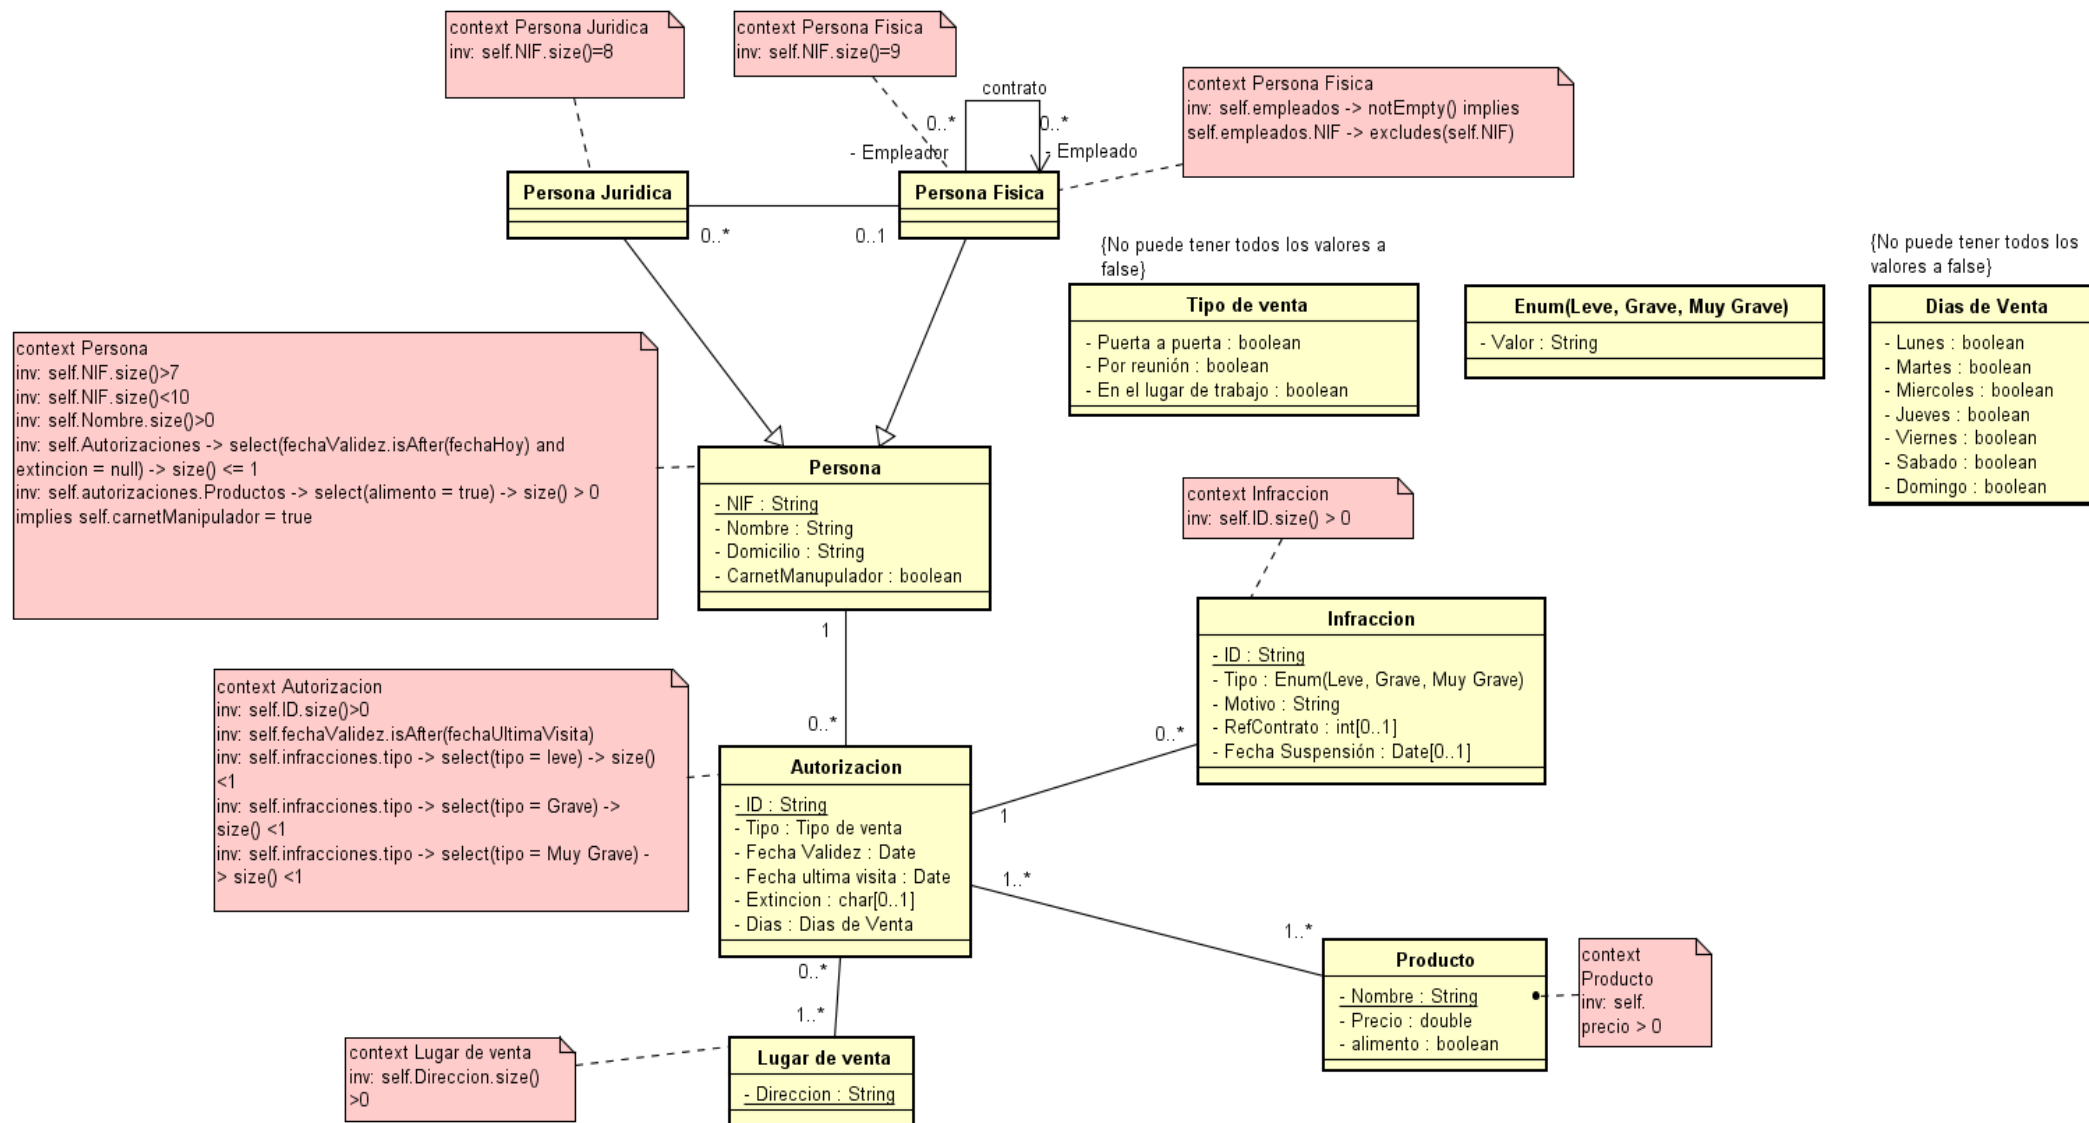 context Persona Juridica
inv: self.NIF.size()=8
context Persona Fisica
inv: self.NIF.size()=9
context Persona Fisica
inv: self.empleados -> notEmpty() implies
self.empleados.NIF -> excludes(self.NIF)
contrato
0..*
0..*
- Empleador
- Empleado
Persona Juridica
Persona Fisica
0..*
0..1
{No puede tener todos los valores a
false}
Tipo de venta
- Puerta a puerta : boolean
- Por reunión : boolean
- En el lugar de trabajo : boolean
Enum(Leve, Grave, Muy Grave)
- Valor : String
{No puede tener todos los
valores a false}
Dias de Venta
- Lunes : boolean
- Martes : boolean
- Miercoles : boolean
- Jueves : boolean
- Viernes : boolean
- Sabado : boolean
- Domingo : boolean
context Persona
inv: self.NIF.size()>7
inv: self.NIF.size()<10
inv: self.Nombre.size()>0
inv: self.Autorizaciones -> select(fechaValidez.isAfter(fechaHoy) and
extincion = null) -> size() <= 1
inv: self.autorizaciones.Productos -> select(alimento = true) -> size() > 0
implies self.carnetManipulador = true
Persona
- NIF : String
- Nombre : String
- Domicilio : String
- CarnetManupulador : boolean
context Infraccion
inv: self.ID.size() > 0
Infraccion
- ID : String
- Tipo : Enum(Leve, Grave, Muy Grave)
- Motivo : String
- RefContrato : int[0..1]
- Fecha Suspensión : Date[0..1]
1
0..*
0..*
1
context Autorizacion
inv: self.ID.size()>0
inv: self.fechaValidez.isAfter(fechaUltimaVisita)
inv: self.infracciones.tipo -> select(tipo = leve) -> size()
<1
inv: self.infracciones.tipo -> select(tipo = Grave) ->
size() <1
inv: self.infracciones.tipo -> select(tipo = Muy Grave) -
> size() <1
Autorizacion
- ID : String
- Tipo : Tipo de venta
- Fecha Validez : Date
- Fecha ultima visita : Date
- Extincion : char[0..1]
- Dias : Dias de Venta
1..*
1..*
0..*
1..*
Producto
- Nombre : String
- Precio : double
- alimento : boolean
context
Producto
inv: self.
precio > 0
context Lugar de venta
inv: self.Direccion.size()
>0
Lugar de venta
- Direccion : String